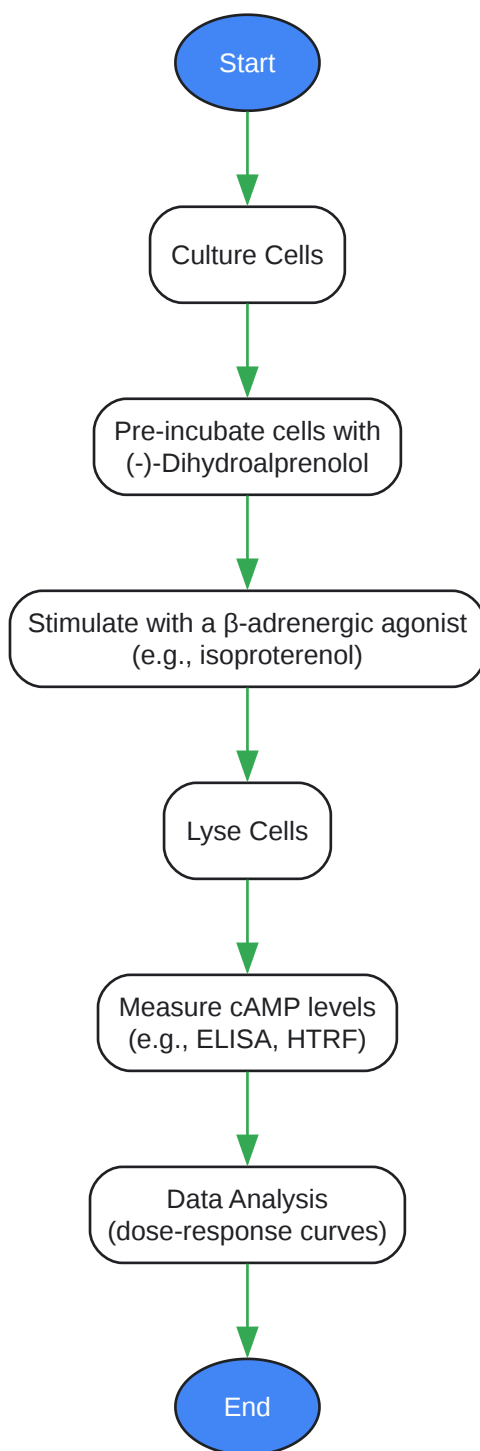 Start
Culture Cells
Pre-incubate cells with
(-)-Dihydroalprenolol
Stimulate with a β-adrenergic agonist
(e.g., isoproterenol)
Lyse Cells
Measure cAMP levels
(e.g., ELISA, HTRF)
Data Analysis
(dose-response curves)
End